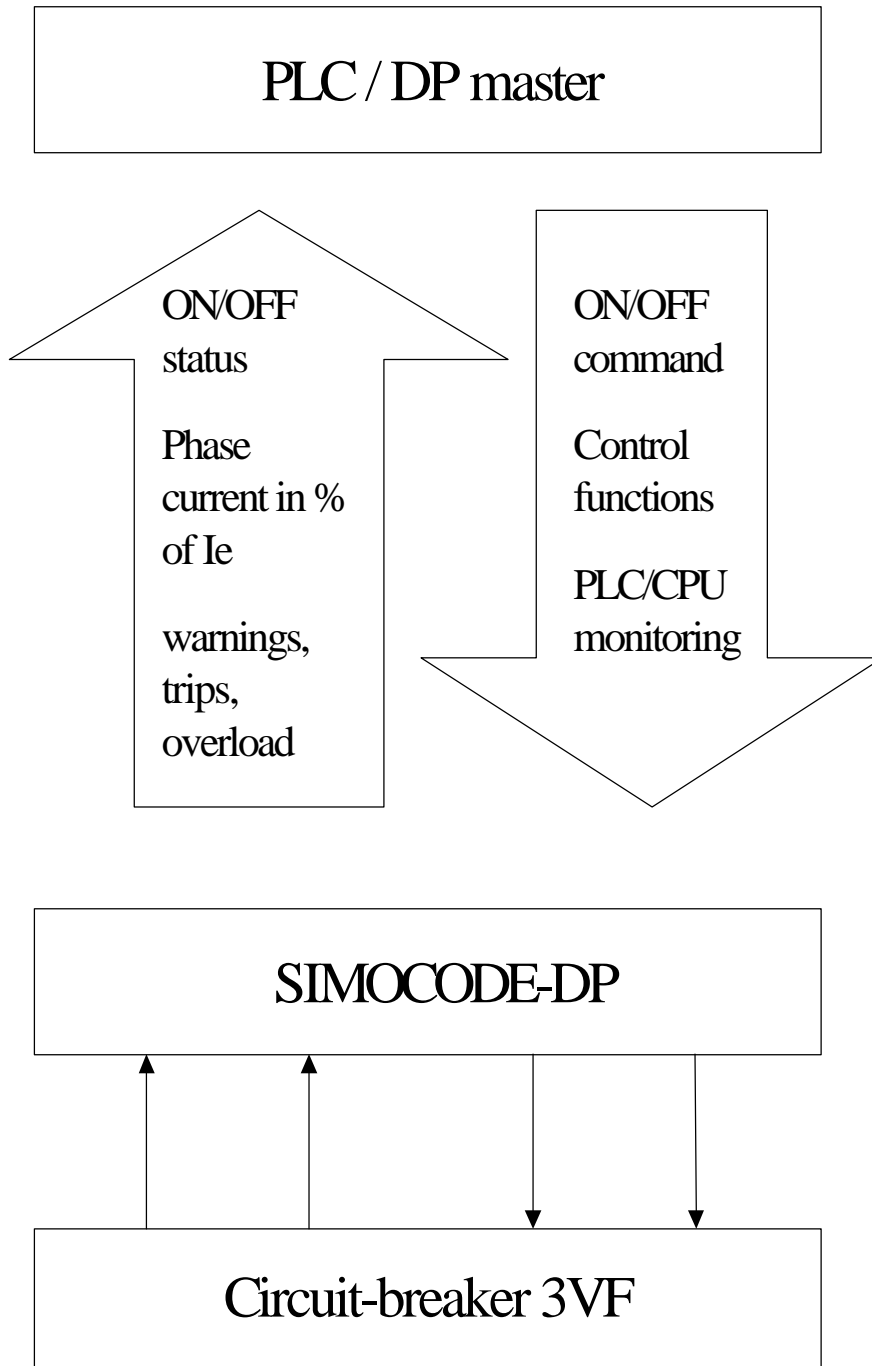 PLC / DP master
ON/OFF
status
Phase
current in %
of Ie
warnings,
trips,
overload
ON/OFF
command
Control
functions
PLC/CPU
monitoring
SIMOCODE-DP
Circuit-breaker 3VF